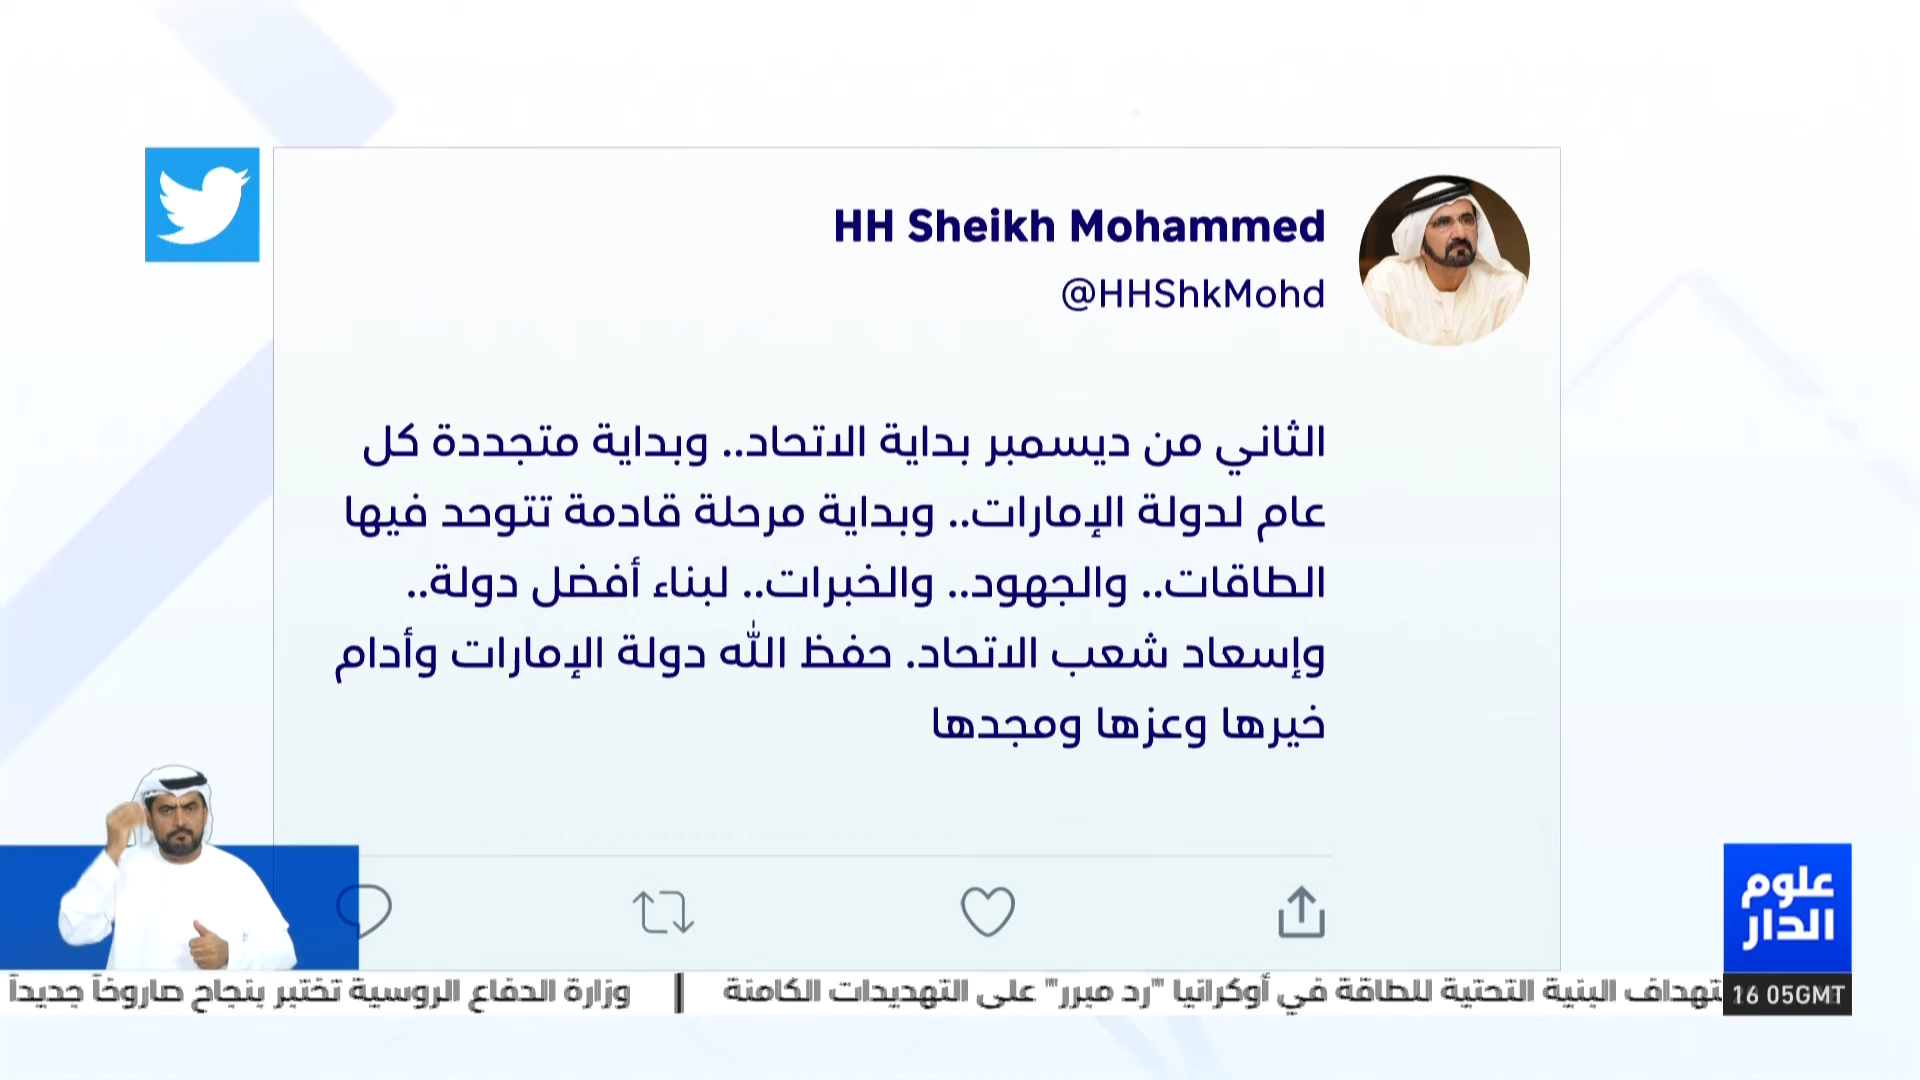 HH Sheikh Mohammed
@HHShkMohd
الثاني من ديسمبر بداية الاتحاد.. وبداية متجددة كل
عام لدولة الإمارات.. وبداية مرحلة قادمة تتوحد فيها
الطاقات.. والجهود.. والخبرات.. لبناء أفضل دولة..
وإسعاد شعب الاتحاد. حفظ الله دولة الإمارات وأدام
خيرها وعزها ومجدها
علوم
الدار
16 05GMT
تهداف البنية التحتية للطاقة في أوكرانيا "رد مبرر" على التهديدات الكامنة | وزارة الدفاع الروسية تختبر بنجاح صاروخاً جديداً